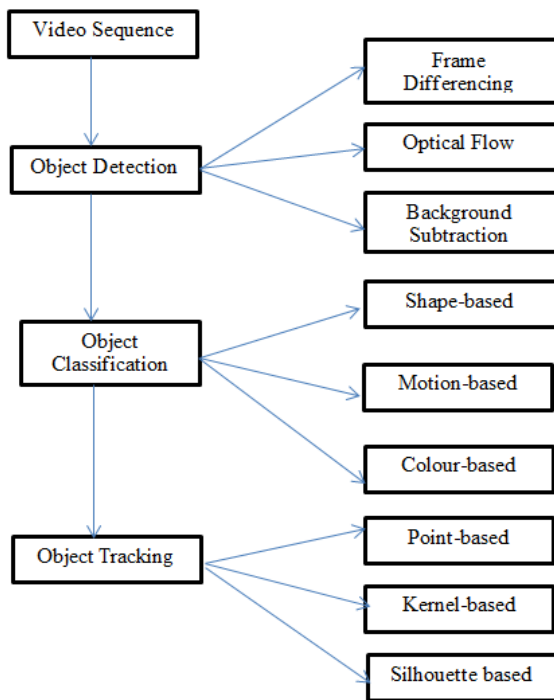 Video Sequence
Frame
Differencing
Object Detection
Optical Flow
Background
Subtraction
Object
Classification
Shape-based
Motion-based
Colour-based
Object Tracking
Point-based
Kernel-based
Silhouette based